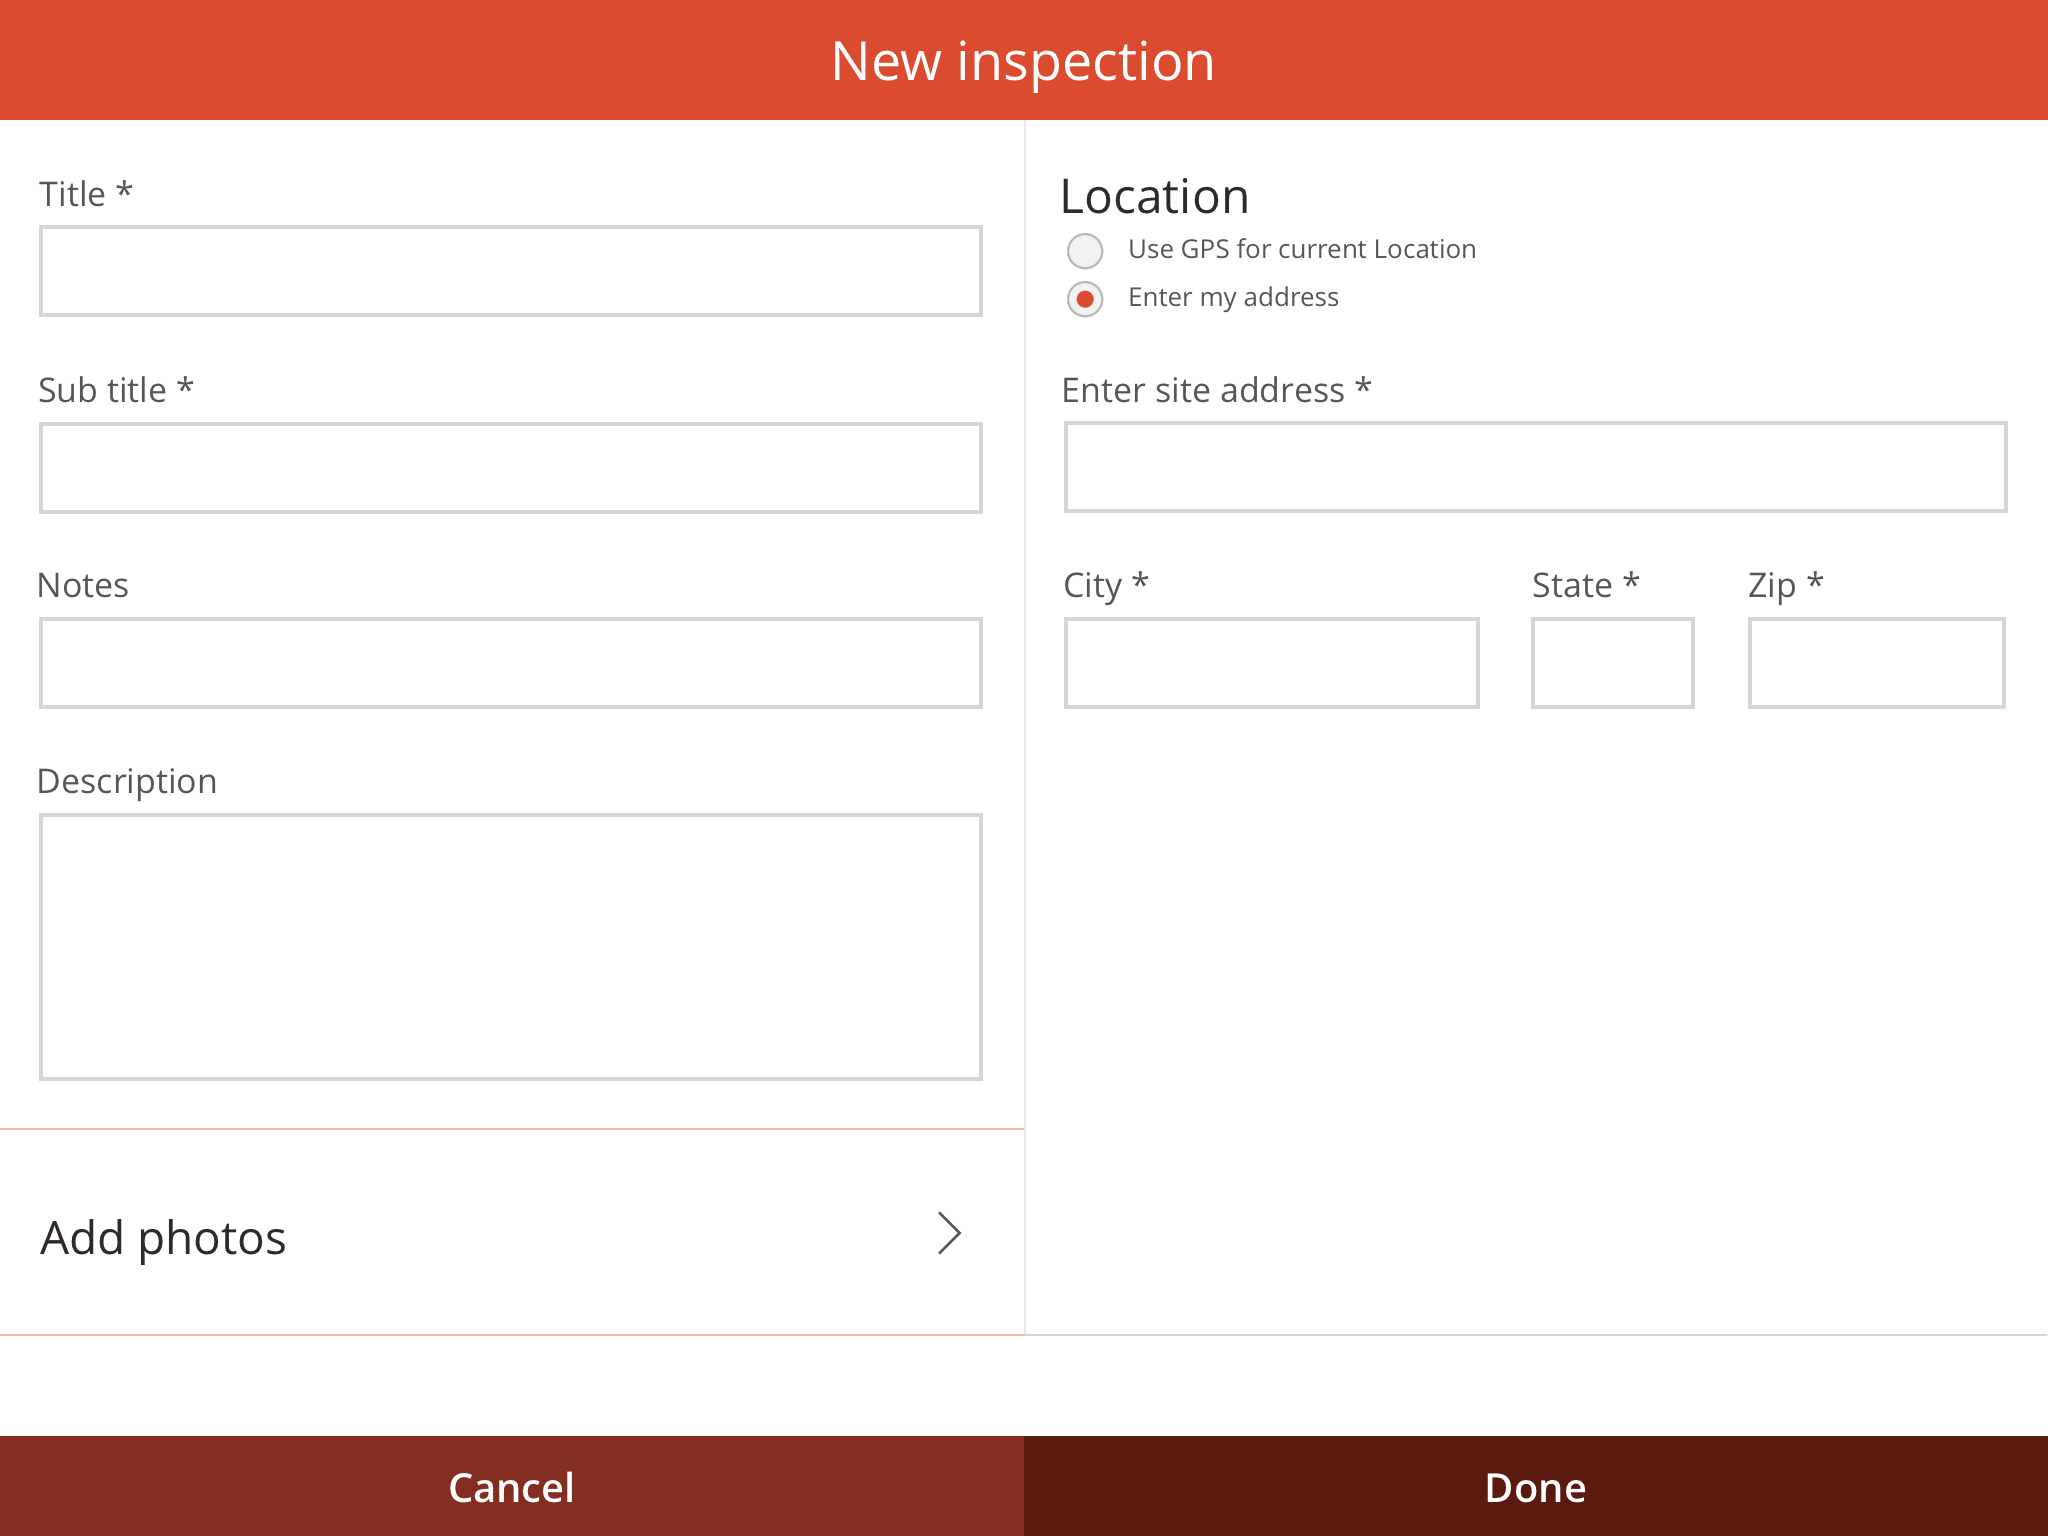 New inspection
Title *
Sub title *
Notes
Description
Add photos
Location
Use GPS for current Location
Enter my address
Enter site address *
City *
State *
Zip *
Cancel
Done